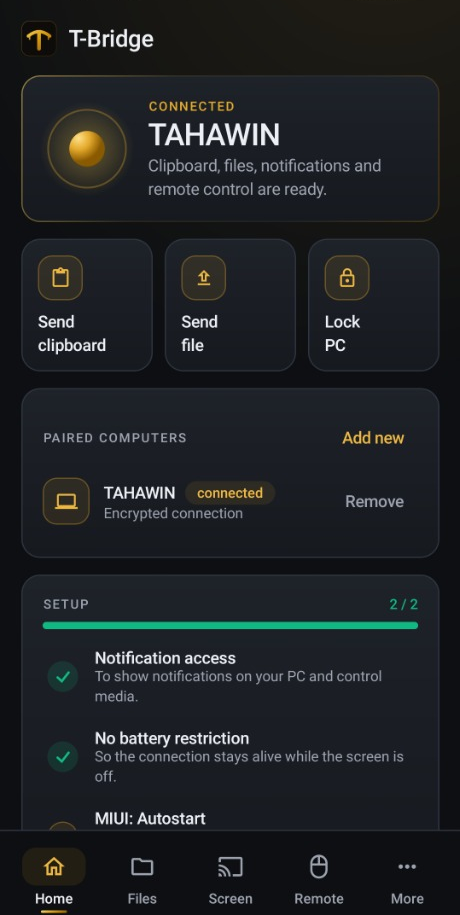 T-Bridge
CONNECTED
TAHAWIN
Clipboard, files, notifications and
remote control are ready.
Send
clipboard
Send
file
Lock
PC
PAIRED COMPUTERS
Add new
TAHAWIN
connected
Encrypted connection
Remove
SETUP
2 / 2
Notification access
To show notifications on your PC and control
media.
No battery restriction
So the connection stays alive while the screen is
off.
MIUI: Autostart
Home
Files
Screen
Remote
More